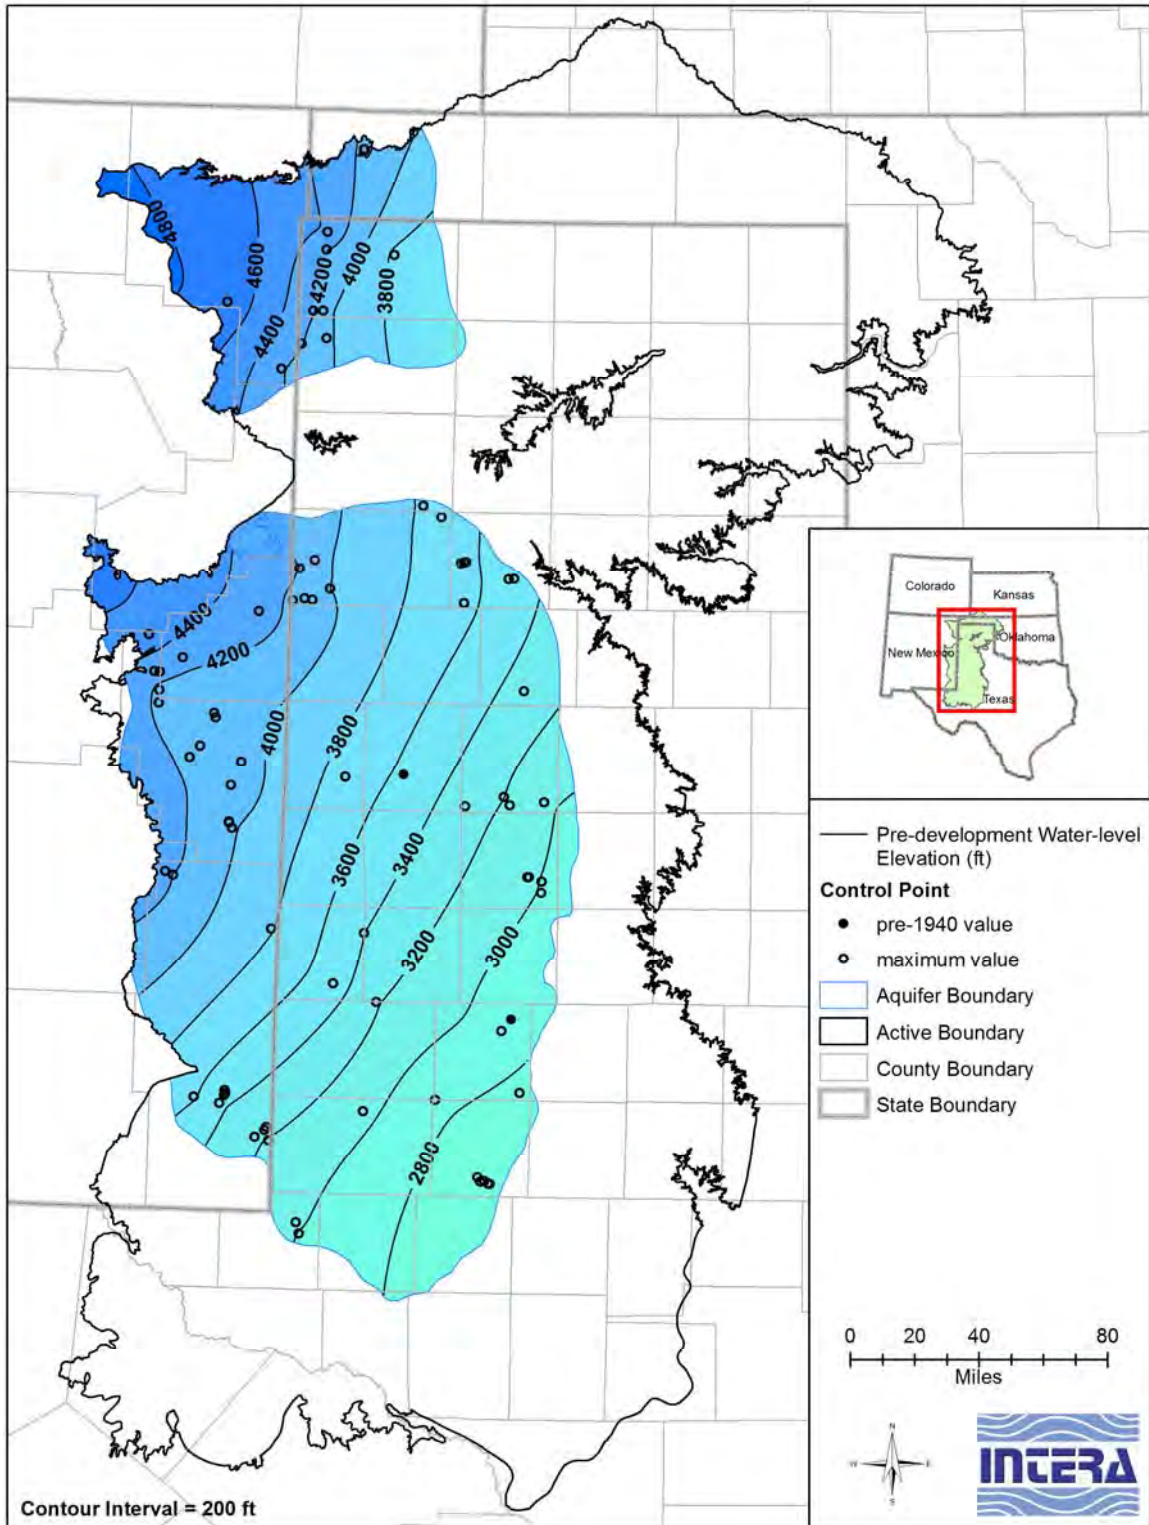 4800
4600
4400
4200
4000
3800
4400
4200
4000
3800
3600
3400
3200
3000
2800
Colorado
Kansas
New Mexico
Oklahoma
Texas
Pre-development Water-level
Elevation (ft)
Control Point
pre-1940 value
maximum value
Aquifer Boundary
Active Boundary
County Boundary
State Boundary
0 20 40 80
Miles
N
W E
S
INTERA
Contour Interval = 200 ft